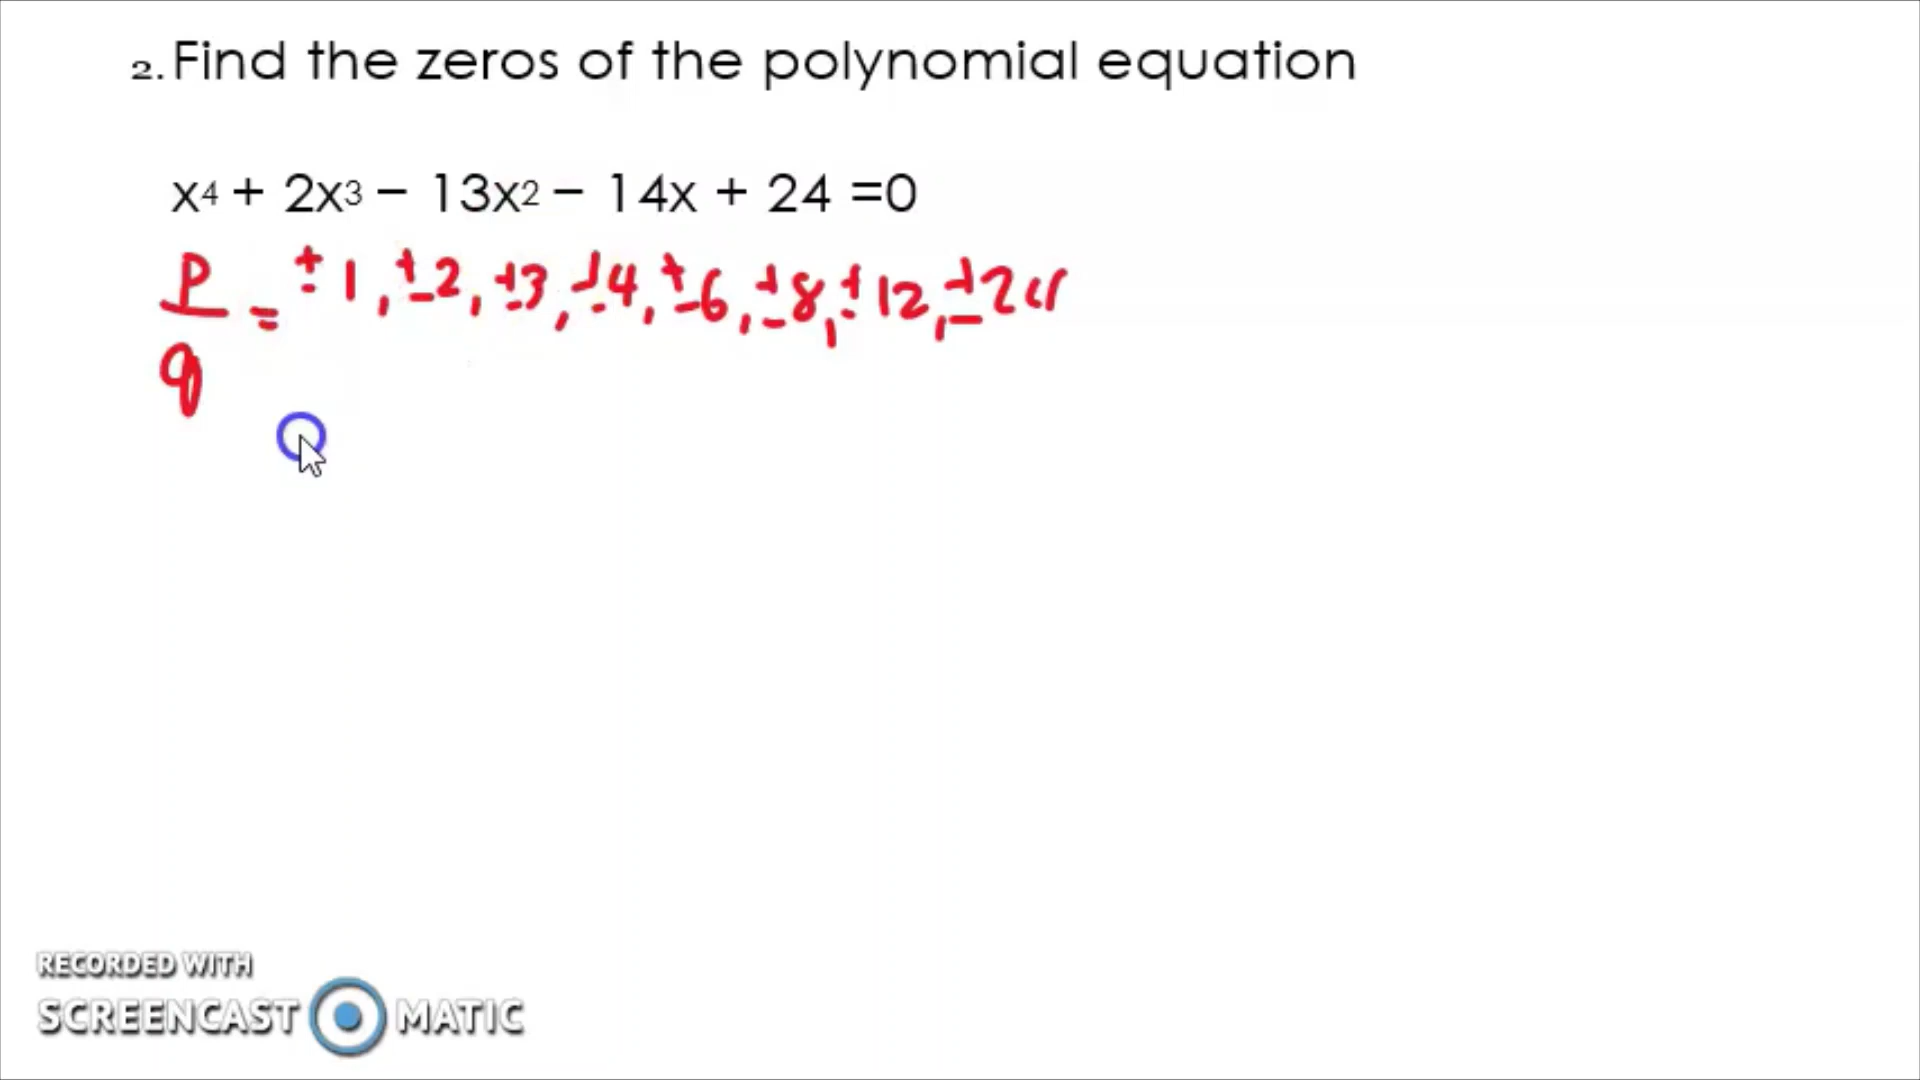 2. Find the zeros of the polynomial equation
x4 + 2x3 – 13x2 – 14x + 24 =0
p/q = ± 1, ±2, ±3, ±4, ±6, ±8, ±12, ±24
RECORDED WITH
SCREENCAST MATIC